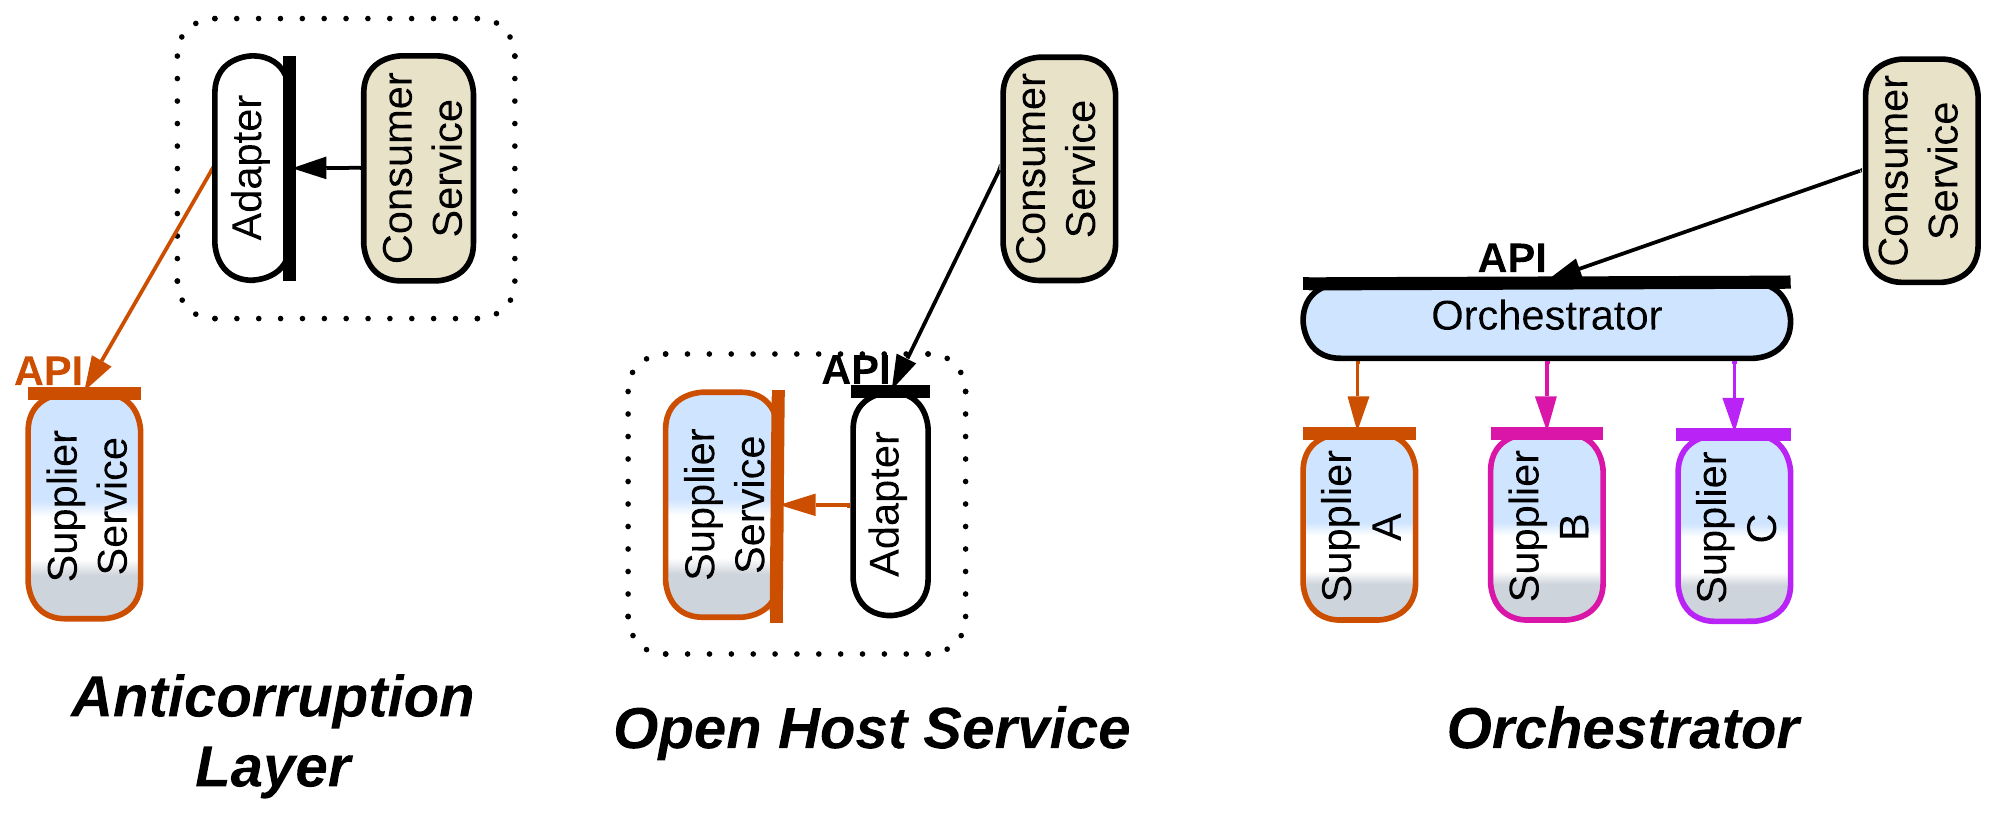 Adapter
Consumer
Service
API
Supplier
Service
Anticorruption
Layer
Consumer
Service
API
Supplier
Service
Adapter
Open Host Service
Consumer
Service
API
Orchestrator
Supplier
A
Supplier
B
Supplier
C
Orchestrator